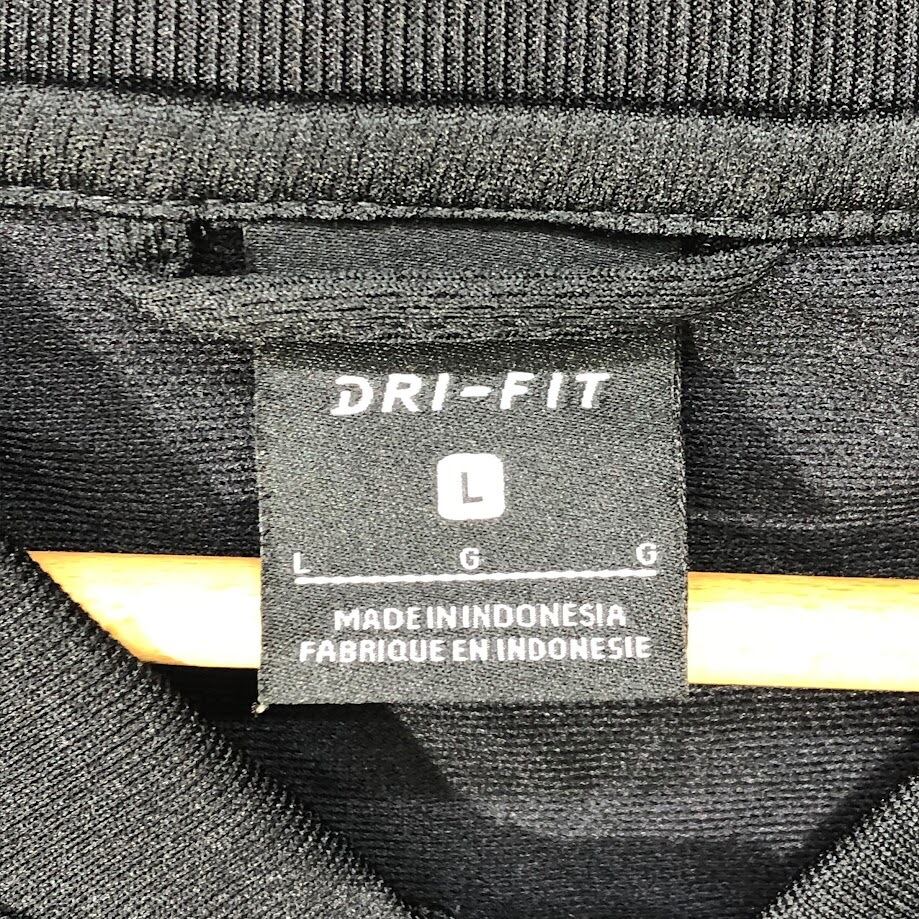 DRI-FIT
L
L G G
MADE IN INDONESIA
FABRIQUE EN INDONESIE